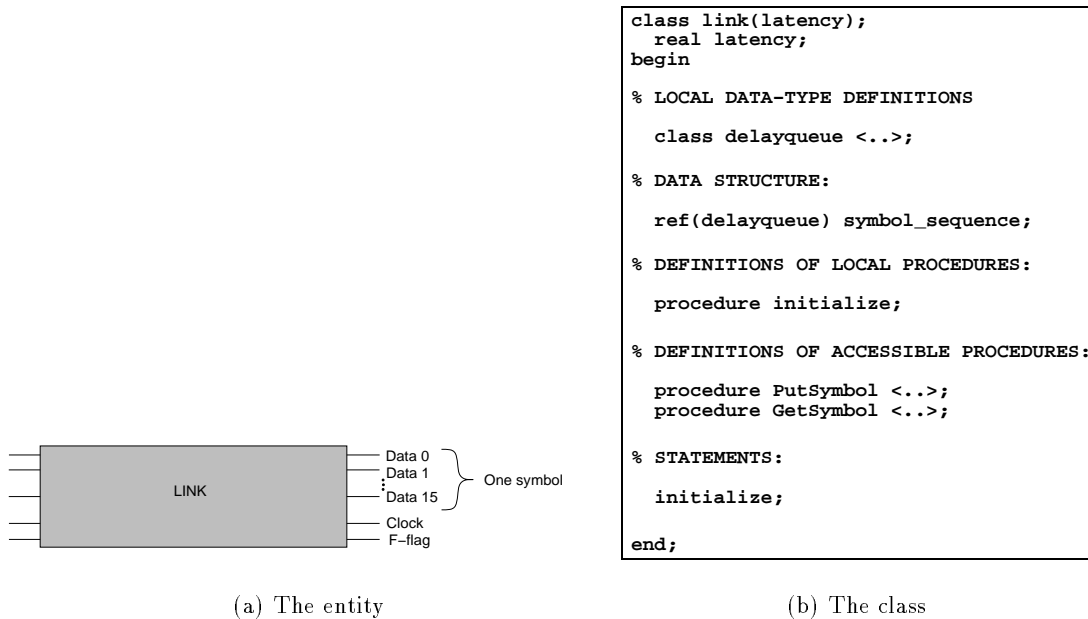 LINK
Data 0
Data 1
Data 15
One symbol
Clock
F−flag
(a) The entity
class link(latency);
real latency;
begin
% LOCAL DATA−TYPE DEFINITIONS
class delayqueue <..>;
% DATA STRUCTURE:
ref(delayqueue) symbol_sequence;
% DEFINITIONS OF LOCAL PROCEDURES:
procedure initialize;
% DEFINITIONS OF ACCESSIBLE PROCEDURES:
procedure PutSymbol <..>;
procedure GetSymbol <..>;
% STATEMENTS:
initialize;
end;
(b) The class